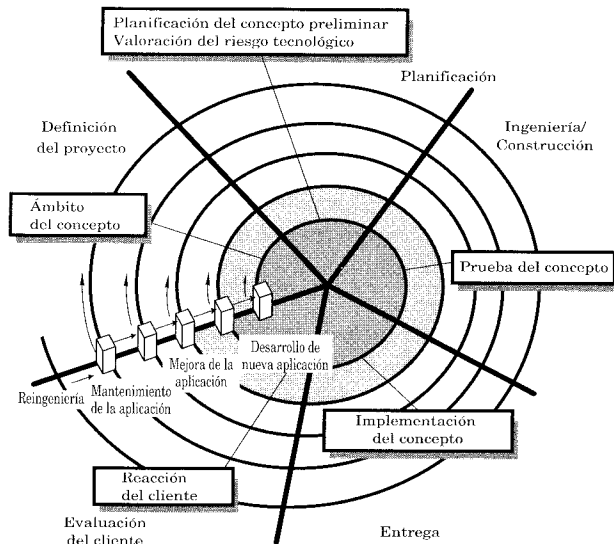 Planificación del concepto preliminar
Valoración del riesgo tecnológico
Planificación
Definición
del proyecto
Ingeniería/
Construcción
Ámbito
del concepto
Prueba del concepto
Desarrollo de
nueva aplicación
Mejora de la
aplicación
Mantenimiento
de la aplicación
Reingeniería
Implementación
del concepto
Reacción
del cliente
Evaluación
del cliente
Entrega